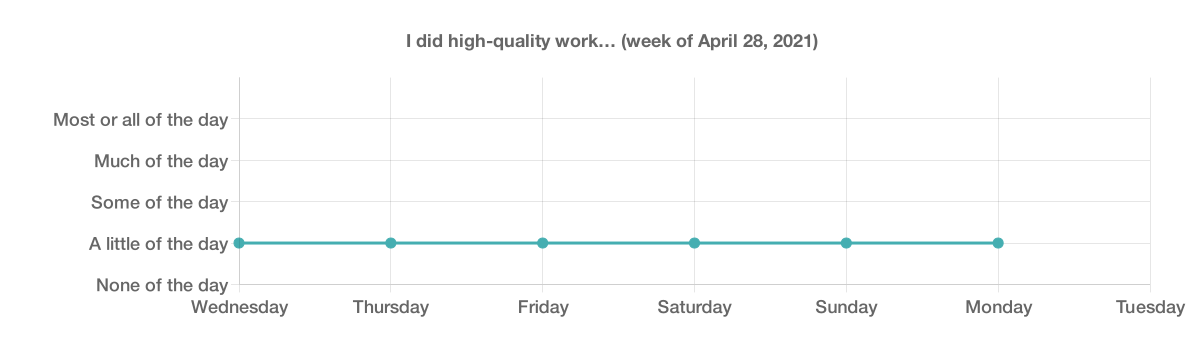 I did high-quality work… (week of April 28, 2021)
Most or all of the day
Much of the day
Some of the day
A little of the day
None of the day
Wednesday Thursday Friday Saturday Sunday Monday Tuesday